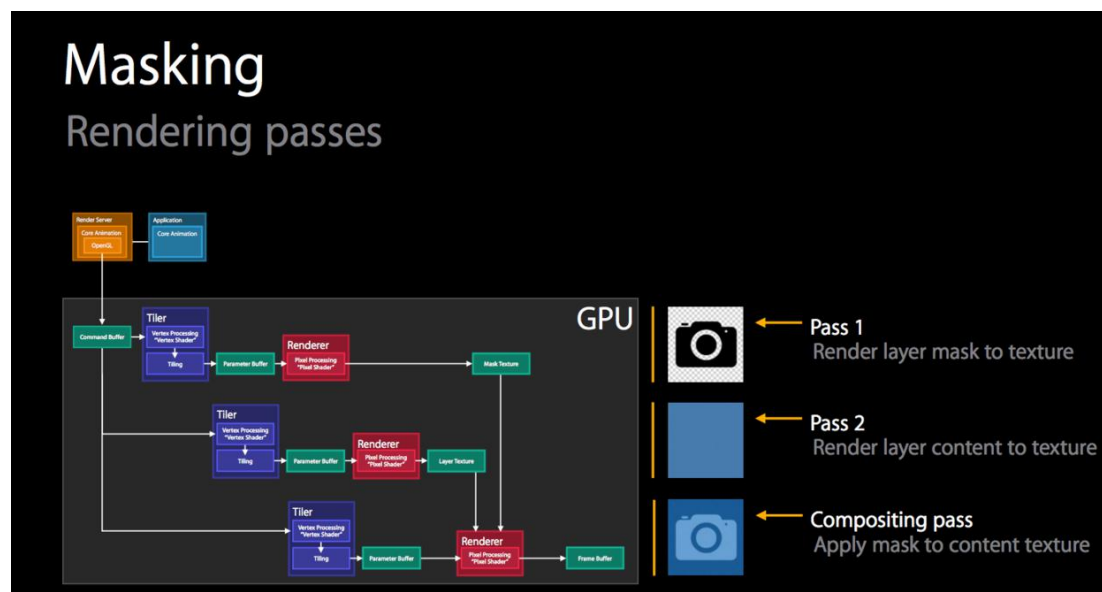 Masking
Rendering passes
Render Server
Core Animation
OpenGL
Application
Core Animation
GPU
Command Buffer
Tiler
Vertex Processing
"Vertex Shader"
Tiling
Parameter Buffer
Renderer
Pixel Processing
"Pixel Shader"
Mask Texture
Pass 1
Render layer mask to texture
Tiler
Vertex Processing
"Vertex Shader"
Tiling
Parameter Buffer
Renderer
Pixel Processing
"Pixel Shader"
Layer Texture
Pass 2
Render layer content to texture
Tiler
Vertex Processing
"Vertex Shader"
Tiling
Parameter Buffer
Renderer
Pixel Processing
"Pixel Shader"
Frame Buffer
Compositing pass
Apply mask to content texture